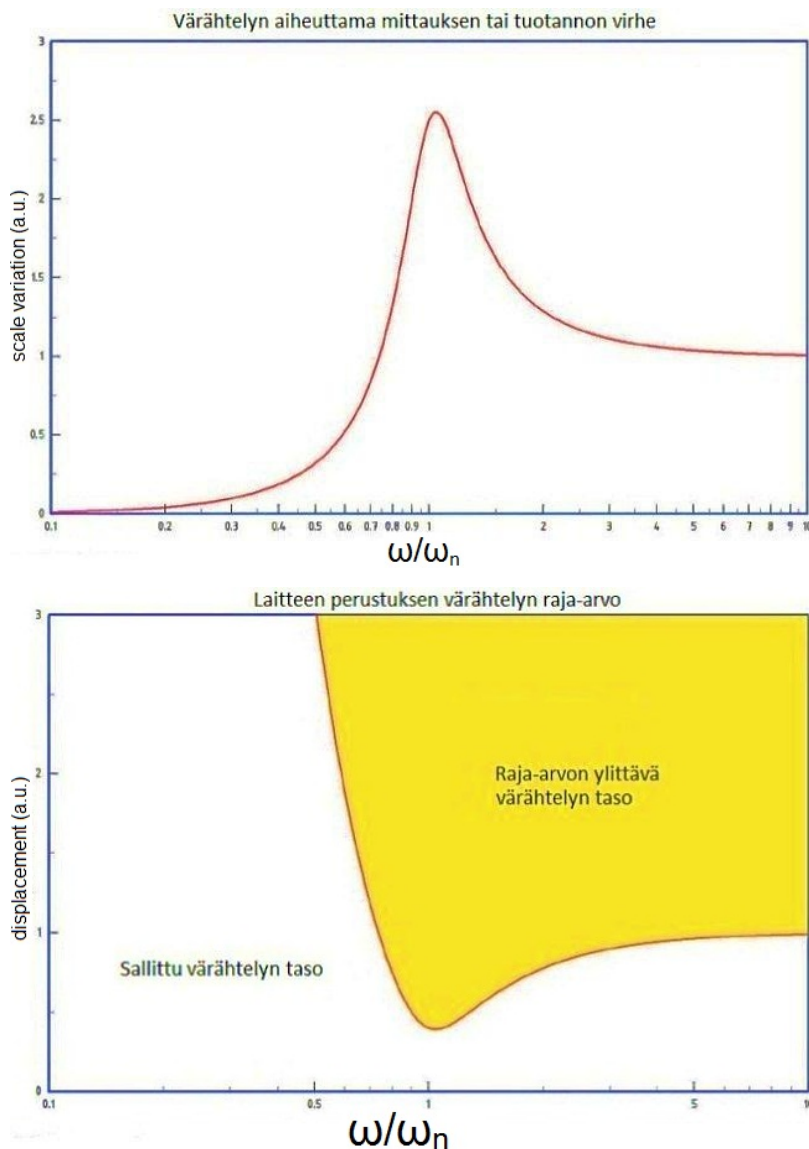 Värähtelyn aiheuttama mittauksen tai tuotannon virhe
3
2.5
2
1.5
1
0.5
0
scale variation (a.u.)
0.1 0.2 0.3 0.4 0.5 0.6 0.7 0.8 0.9 1 2 3 4 5 6 7 8 9 10
ω/ωn
Laitteen perustuksen värähtelyn raja-arvo
3
2
1
0
displacement (a.u.)
Raja-arvon ylittävä
värähtelyn taso
Sallittu värähtelyn taso
0.1 0.5 1 5 10
ω/ωn